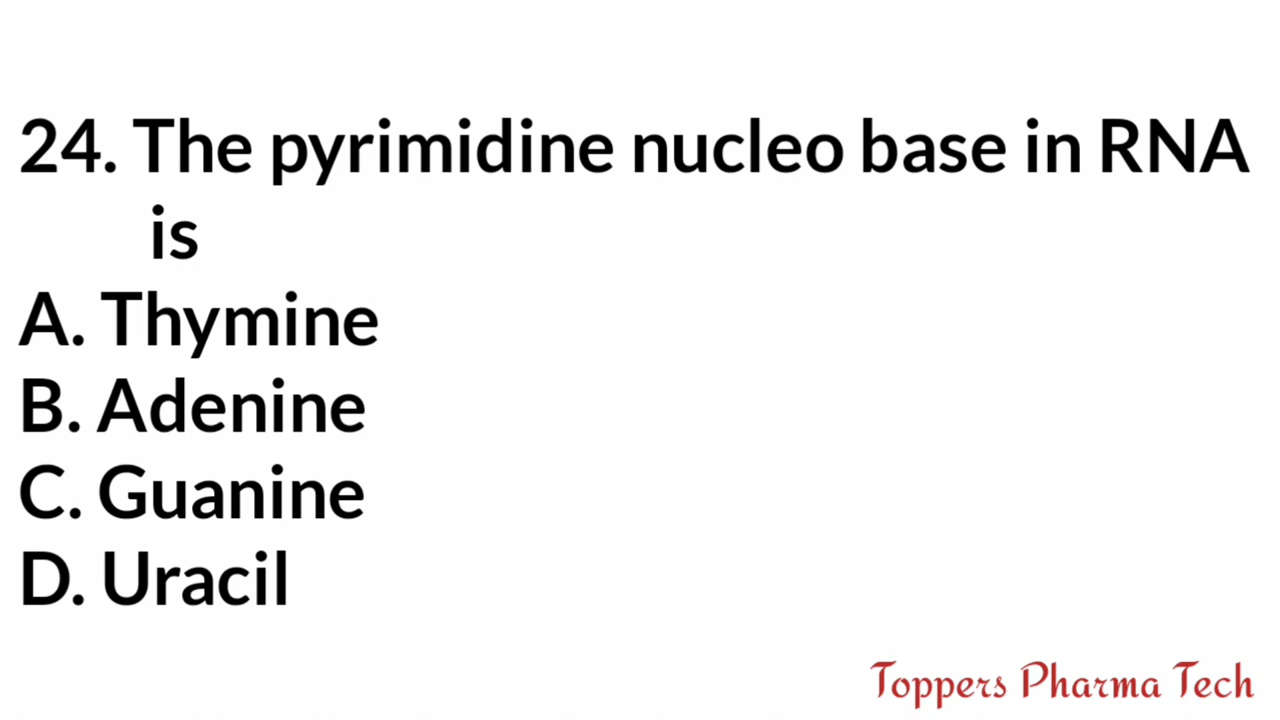 24. The pyrimidine nucleo base in RNA
is
A. Thymine
B. Adenine
C. Guanine
D. Uracil
Toppers Pharma Tech